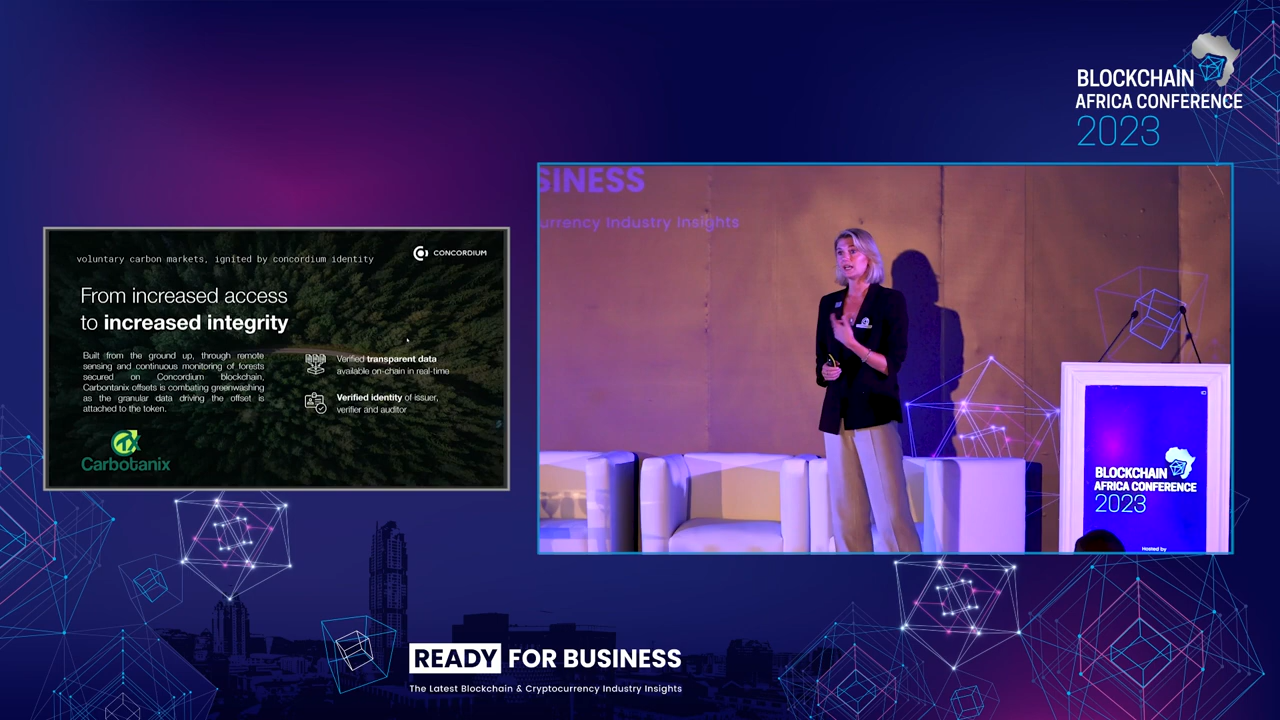 BLOCKCHAIN
AFRICA CONFERENCE
2023
voluntary carbon markets, ignited by concordium identity
CONCORDIUM
From increased access
to increased integrity
Built from the ground up, through remote
sensing and continuous monitoring of forests
secured on Concordium blockchain,
Carbotanix offsets is combating greenwashing
as the granular data driving the offset is
attached to the token.
Verified transparent data
available on-chain in real-time
Verified identity of issuer,
verifier and auditor
Carbotanix
SINESS
urrency Industry Insights
BLOCKCHAIN
AFRICA CONFERENCE
2023
Hosted by
READY FOR BUSINESS
The Latest Blockchain & Cryptocurrency Industry Insights